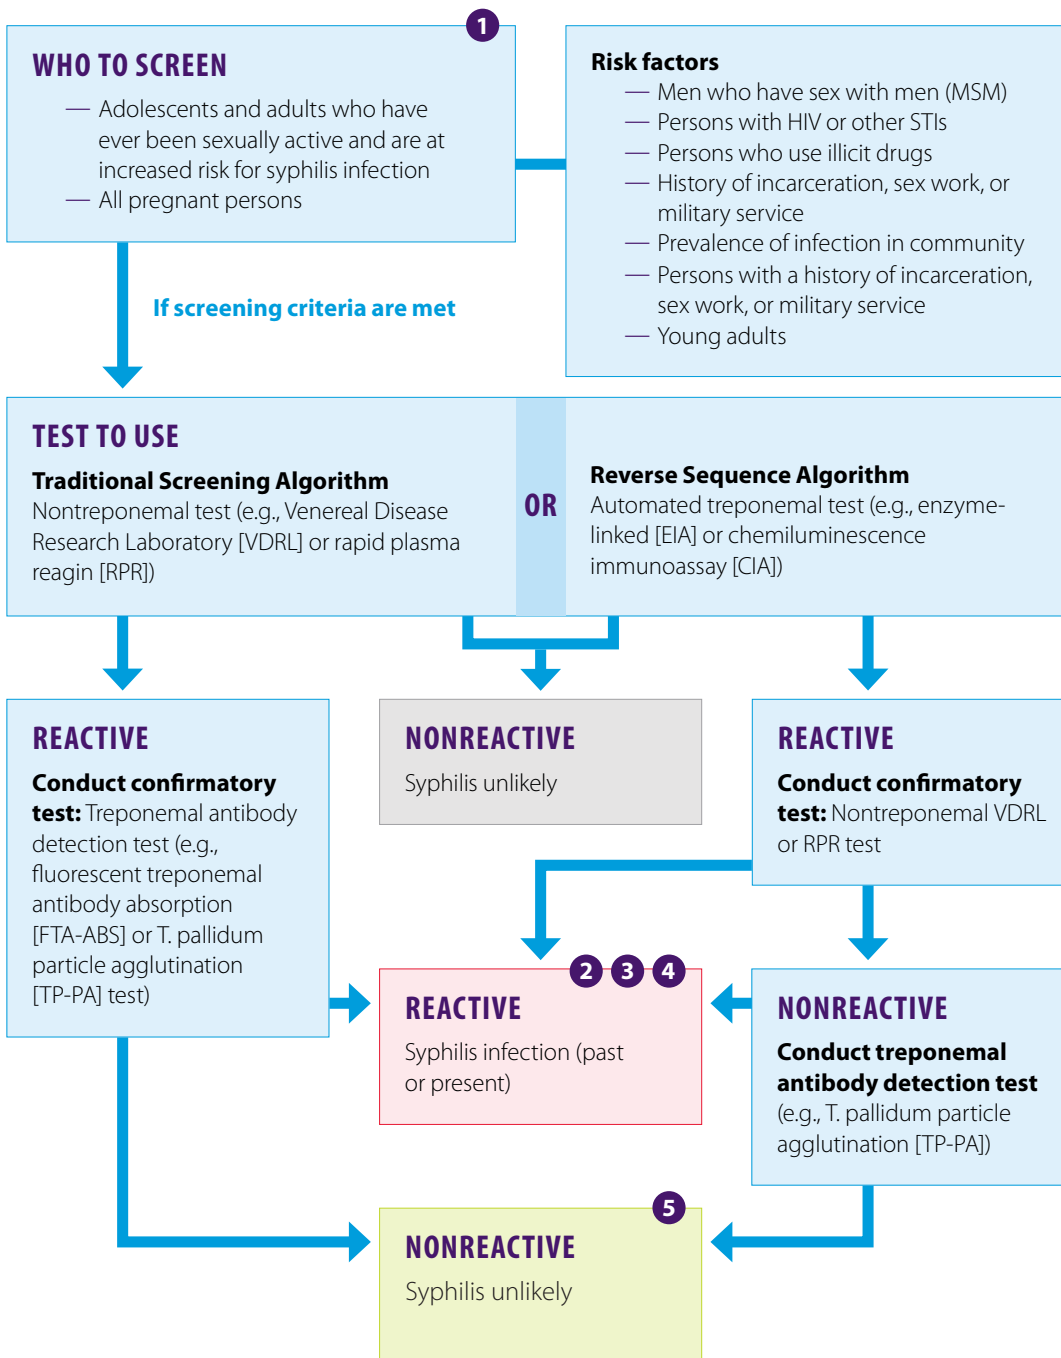 1
WHO TO SCREEN
— Adolescents and adults who have
ever been sexually active and are at
increased risk for syphilis infection
— All pregnant persons
Risk factors
— Men who have sex with men (MSM)
— Persons with HIV or other STIs
— Persons who use illicit drugs
— History of incarceration, sex work, or
military service
— Prevalence of infection in community
— Persons with a history of incarceration,
sex work, or military service
— Young adults
If screening criteria are met
TEST TO USE
Traditional Screening Algorithm
Nontreponemal test (e.g., Venereal Disease
Research Laboratory [VDRL] or rapid plasma
reagin [RPR])
OR
Reverse Sequence Algorithm
Automated treponemal test (e.g., enzyme-
linked [EIA] or chemiluminescence
immunoassay [CIA])
REACTIVE
Conduct confirmatory
test: Treponemal antibody
detection test (e.g.,
fluorescent treponemal
antibody absorption
[FTA-ABS] or T. pallidum
particle agglutination
[TP-PA] test)
NONREACTIVE
Syphilis unlikely
REACTIVE
Conduct confirmatory
test: Nontreponemal VDRL
or RPR test
2 3 4
REACTIVE
Syphilis infection (past
or present)
NONREACTIVE
Conduct treponemal
antibody detection test
(e.g., T. pallidum particle
agglutination [TP-PA])
5
NONREACTIVE
Syphilis unlikely